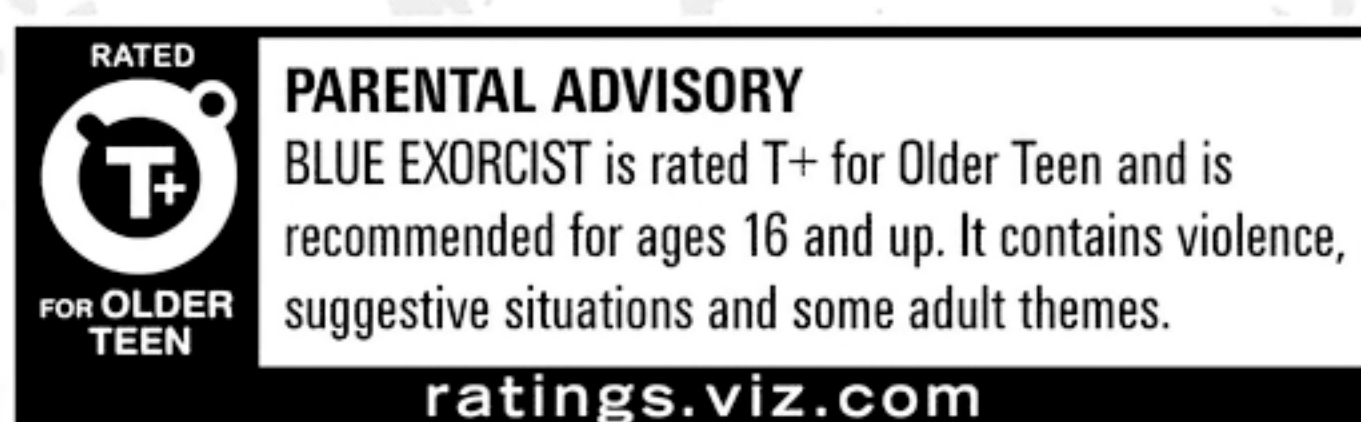 RATED
T+
FOR OLDER
TEEN
PARENTAL ADVISORY
BLUE EXORCIST is rated T+ for Older Teen and is
recommended for ages 16 and up. It contains violence,
suggestive situations and some adult themes.
ratings.viz.com